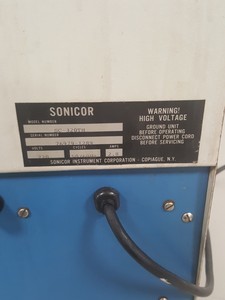 SONICOR
MODEL NUMBER
SERIAL NUMBER
VOLTS CYCLES AMPS
WARNING!
HIGH VOLTAGE
GROUND UNIT
BEFORE OPERATING
DISCONNECT POWER CORD
BEFORE SERVICING
SONICOR INSTRUMENT CORPORATION - COPIAGUE, N.Y.